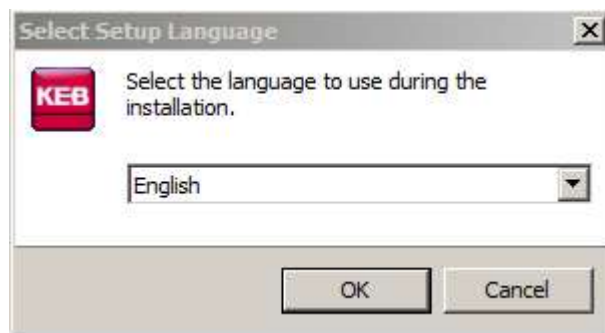 Select Setup Language
KEB
Select the language to use during the
installation.
English
OK
Cancel